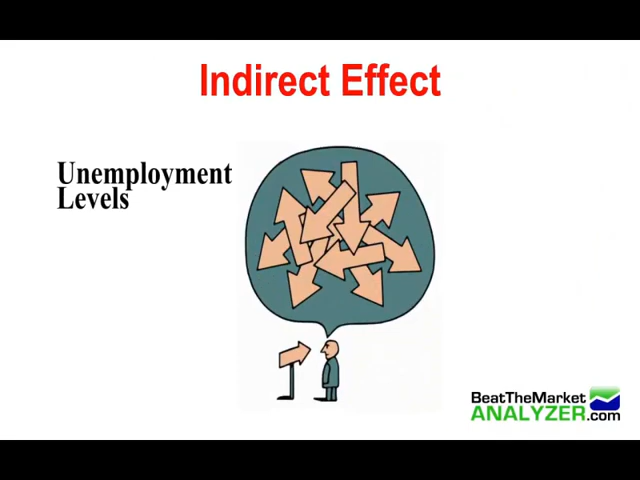 Indirect Effect
Unemployment
Levels
BeatTheMarket
ANALYZER.com